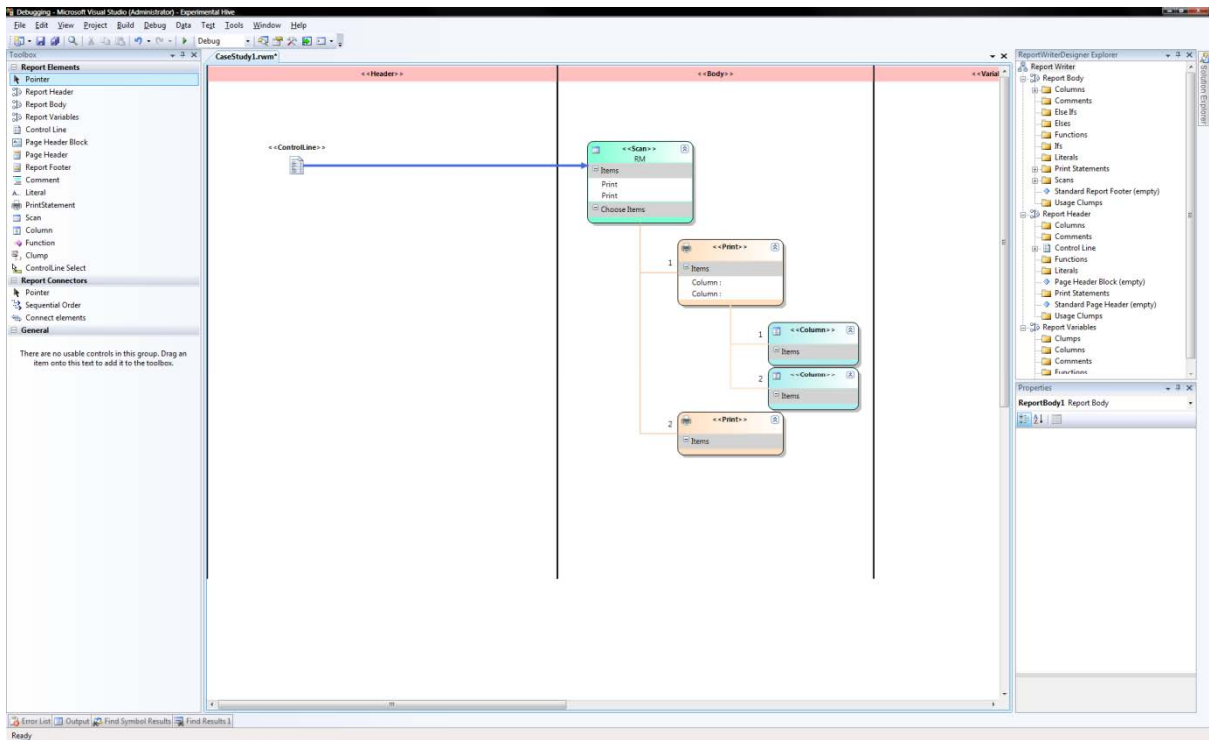 Debugging - Microsoft Visual Studio (Administrator) - Experimental Hive
File Edit View Project Build Debug Data Test Tools Window Help
Debug
Toolbox
Report Elements
Pointer
Report Header
Report Body
Report Variables
Control Line
Page Header Block
Page Header
Report Footer
Comment
Literal
PrintStatement
Scan
Column
Function
Clump
ControlLine Select
Report Connectors
Pointer
Sequential Order
Connect elements
General
There are no usable controls in this group. Drag an
item onto this text to add it to the toolbox.
CaseStudy1.rwm*
<<Header>>
<<Body>>
<<Varial
<<ControlLine>>
<<Scan>>
RM
Items
Print
Print
Choose Items
1
<<Print>>
Items
Column :
Column :
1
<<Column>>
Items
2
<<Column>>
Items
2
<<Print>>
Items
ReportWriterDesigner Explorer
Report Writer
Report Body
Columns
Comments
Else Ifs
Elses
Functions
Ifs
Literals
Print Statements
Scans
Standard Report Footer (empty)
Usage Clumps
Report Header
Columns
Comments
Control Line
Functions
Literals
Page Header Block (empty)
Print Statements
Standard Page Header (empty)
Usage Clumps
Report Variables
Clumps
Columns
Comments
Functions
Solution Explorer
Properties
ReportBody1 Report Body
Error List Output Find Symbol Results Find Results 1
Ready